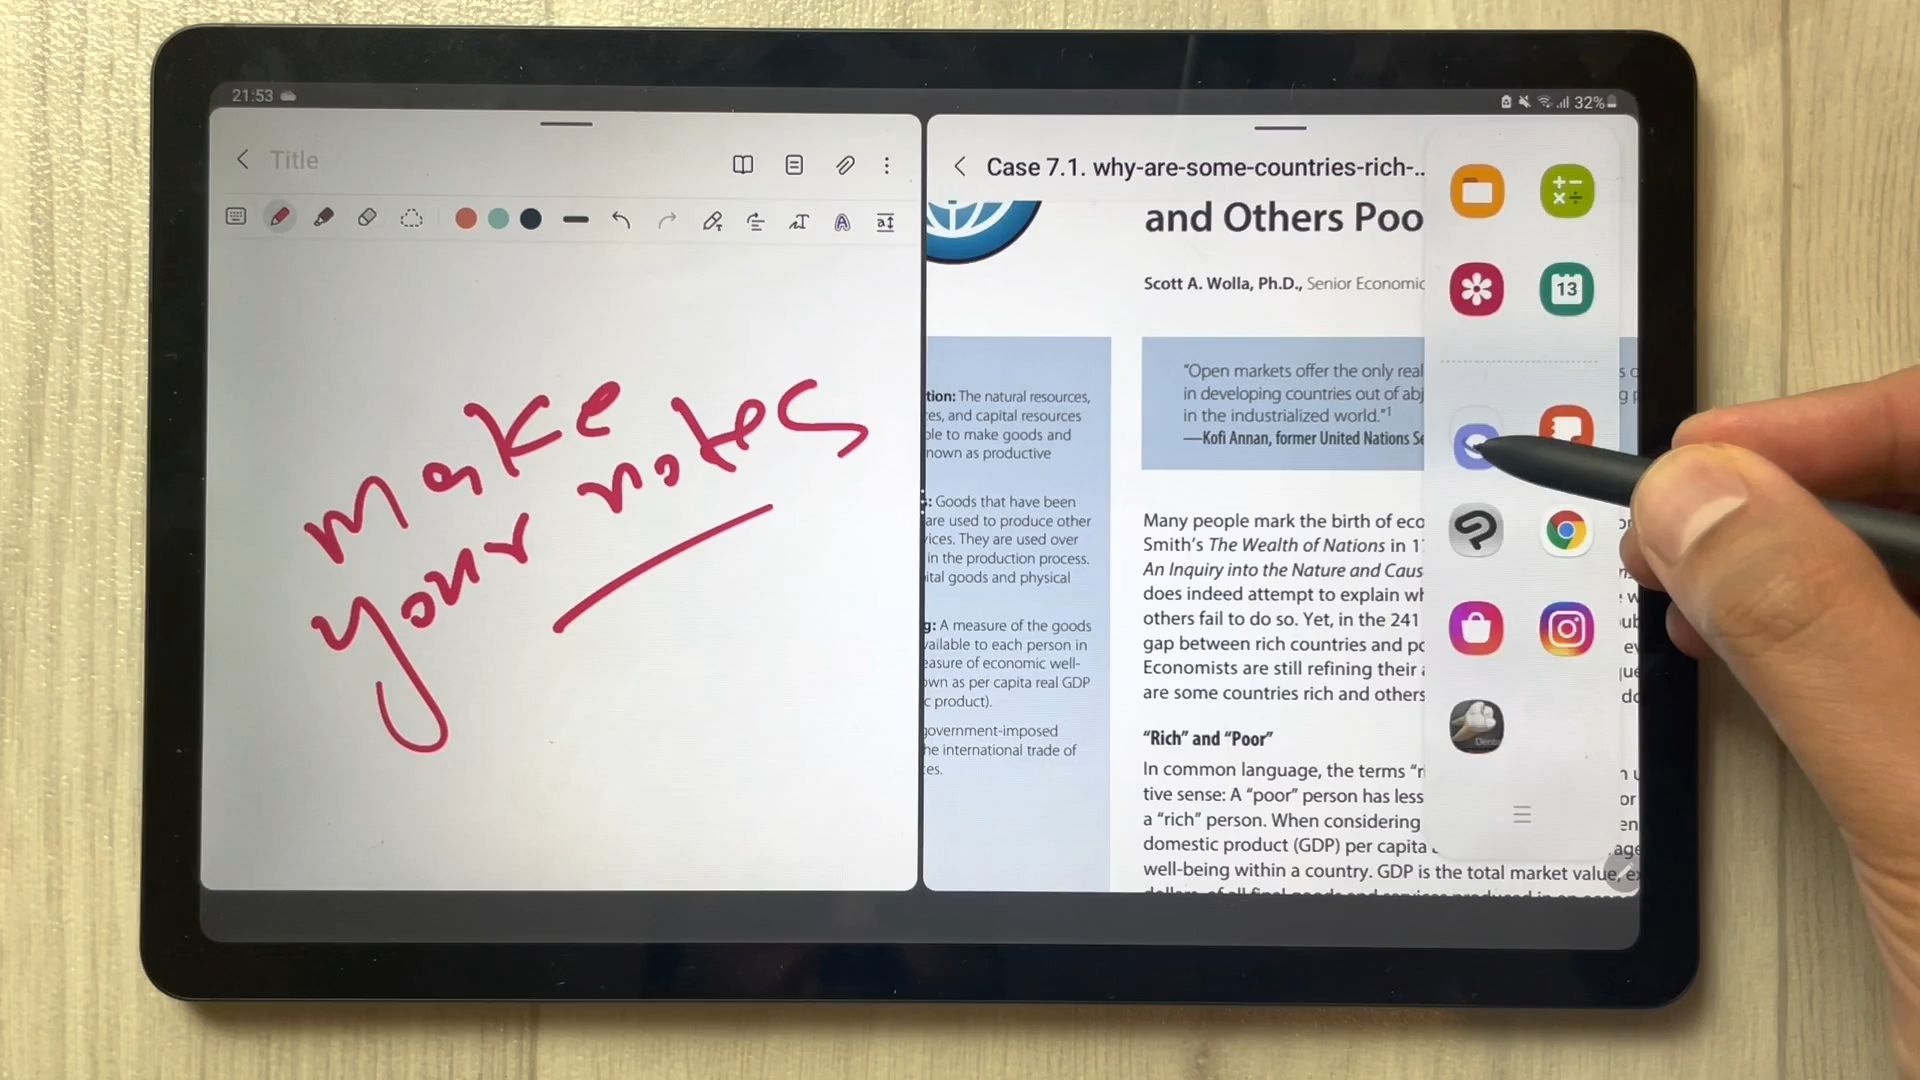 21:53
32%
Title
make
your notes
Case 7.1. why-are-some-countries-rich-...
and Others Poo
Scott A. Wolla, Ph.D., Senior Economic
tion: The natural resources,
es, and capital resources
ble to make goods and
nown as productive
: Goods that have been
are used to produce other
vices. They are used over
in the production process.
ital goods and physical
g: A measure of the goods
vailable to each person in
easure of economic well-
own as per capita real GDP
c product).
government-imposed
he international trade of
es.
"Open markets offer the only real
in developing countries out of abj
in the industrialized world."1
—Kofi Annan, former United Nations Se
Many people mark the birth of eco
Smith's The Wealth of Nations in 1
An Inquiry into the Nature and Caus
does indeed attempt to explain wh
others fail to do so. Yet, in the 241
gap between rich countries and po
Economists are still refining their
are some countries rich and others
"Rich" and "Poor"
In common language, the terms "r
tive sense: A "poor" person has less
a "rich" person. When considering
domestic product (GDP) per capita
well-being within a country. GDP is the total market value, e
13